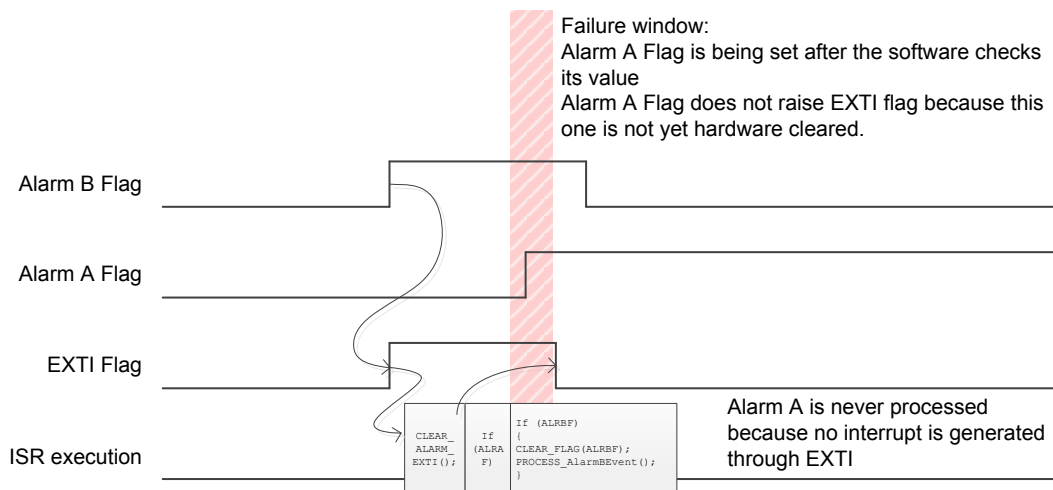 Failure window:
Alarm A Flag is being set after the software checks
its value
Alarm A Flag does not raise EXTI flag because this
one is not yet hardware cleared.
Alarm B Flag
Alarm A Flag
EXTI Flag
ISR execution
CLEAR_
ALARM_
EXTI();
If
(ALRA
F)
If (ALRBF)
{
CLEAR_FLAG(ALRBF);
PROCESS_AlarmBEvent();
}
Alarm A is never processed
because no interrupt is generated
through EXTI